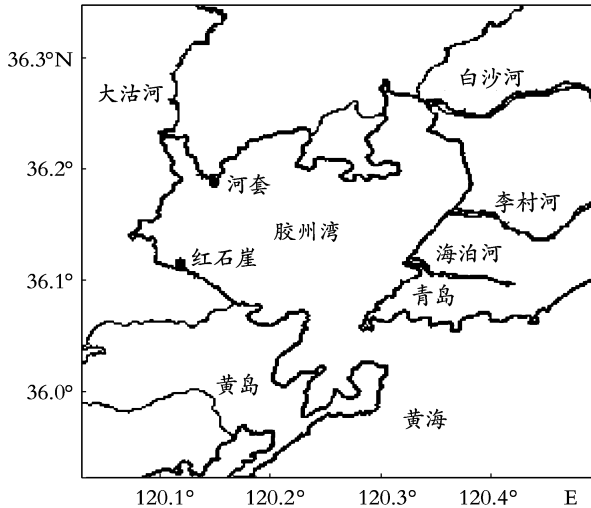 36.3°N
白沙河
大沽河
36.2°
河套
李村河
胶州湾
红石崖
海泊河
36.1°
青岛
36.0°
黄岛
黄海
120.1°
120.2°
120.3°
120.4°
E